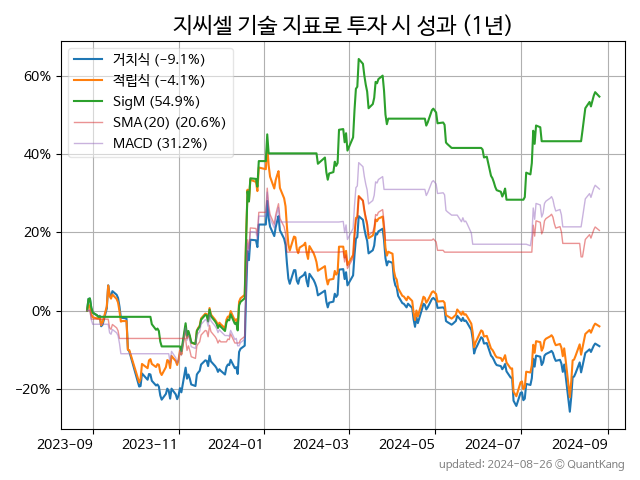 지씨셀 기술 지표로 투자 시 성과 (1년)
거치식 (−9.1%)
적립식 (−4.1%)
SigM (54.9%)
SMA(20) (20.6%)
MACD (31.2%)
60%
40%
20%
0%
−20%
2023-09
2023-11
2024-01
2024-03
2024-05
2024-07
2024-09
updated: 2024-08-26 © QuantKang